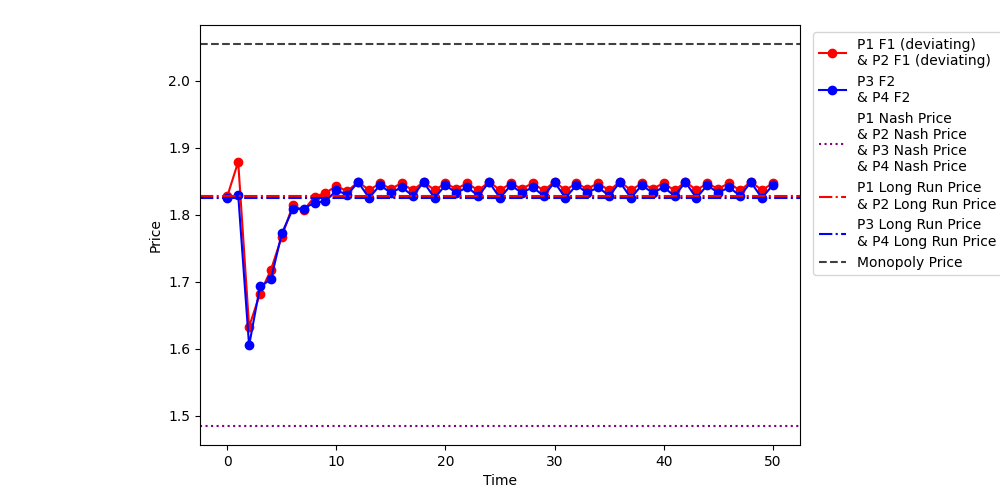 2.0
1.9
1.8
1.7
1.6
1.5
Price
0
10
20
30
40
50
Time
P1 F1 (deviating)
& P2 F1 (deviating)
P3 F2
& P4 F2
P1 Nash Price
& P2 Nash Price
& P3 Nash Price
& P4 Nash Price
P1 Long Run Price
& P2 Long Run Price
P3 Long Run Price
& P4 Long Run Price
Monopoly Price